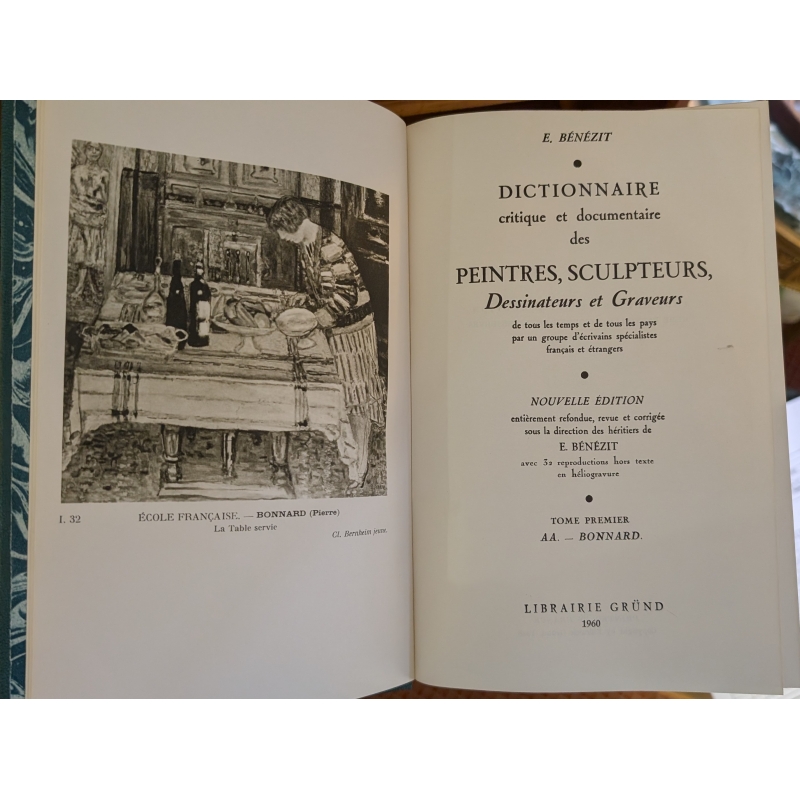 I. 32
ÉCOLE FRANÇAISE. — BONNARD (Pierre)
La Table servie
Cl. Bernheim jeune.
E. BÉNÉZIT
DICTIONNAIRE
critique et documentaire
des
PEINTRES, SCULPTEURS,
Dessinateurs et Graveurs
de tous les temps et de tous les pays
par un groupe d'écrivains spécialistes
français et étrangers
NOUVELLE ÉDITION
entièrement refondue, revue et corrigée
sous la direction des héritiers de
E. BÉNÉZIT
avec 32 reproductions hors texte
en héliogravure
TOME PREMIER
AA. — BONNARD.
LIBRAIRIE GRÜND
1960